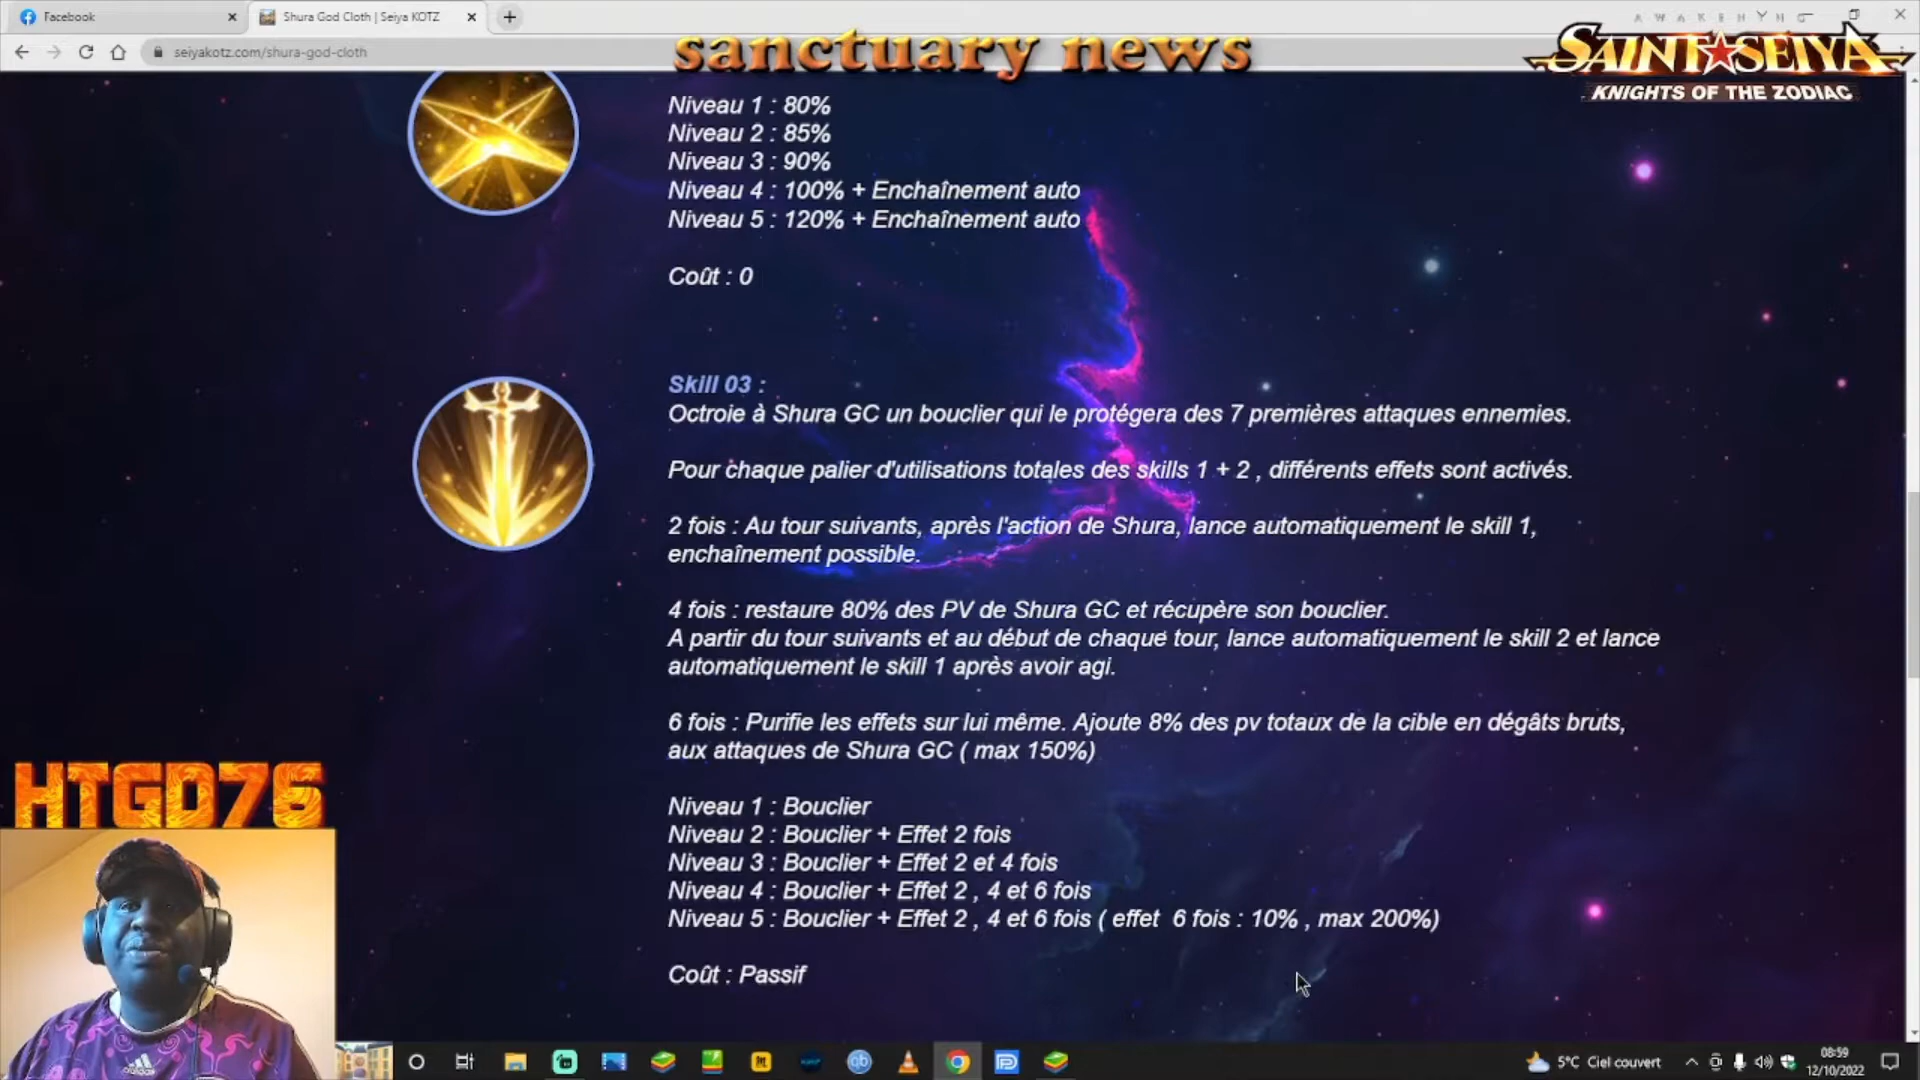 Facebook
Shura God Cloth | Seiya KOTZ
AWAKENING
seiyakotz.com/shura-god-cloth
sanctuary news
SAINT SEIYA
KNIGHTS OF THE ZODIAC
Niveau 1 : 80%
Niveau 2 : 85%
Niveau 3 : 90%
Niveau 4 : 100% + Enchaînement auto
Niveau 5 : 120% + Enchaînement auto
Coût : 0
Skill 03 :
Octroie à Shura GC un bouclier qui le protégera des 7 premières attaques ennemies.
Pour chaque palier d'utilisations totales des skills 1 + 2 , différents effets sont activés.
2 fois : Au tour suivants, après l'action de Shura, lance automatiquement le skill 1,
enchaînement possible.
4 fois : restaure 80% des PV de Shura GC et récupère son bouclier.
A partir du tour suivants et au début de chaque tour, lance automatiquement le skill 2 et lance
automatiquement le skill 1 après avoir agi.
6 fois : Purifie les effets sur lui même. Ajoute 8% des pv totaux de la cible en dégâts bruts,
aux attaques de Shura GC ( max 150%)
Niveau 1 : Bouclier
Niveau 2 : Bouclier + Effet 2 fois
Niveau 3 : Bouclier + Effet 2 et 4 fois
Niveau 4 : Bouclier + Effet 2 , 4 et 6 fois
Niveau 5 : Bouclier + Effet 2 , 4 et 6 fois ( effet 6 fois : 10% , max 200%)
Coût : Passif
HTGD76
adidas
5°C Ciel couvert
08:59
12/10/2022